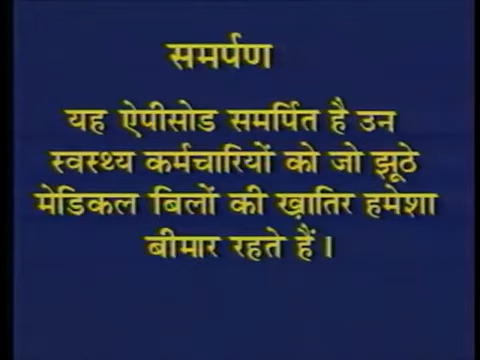 समर्पण
यह ऐपीसोड समर्पित है उन
स्वस्थ्य कर्मचारियों को जो झूठे
मेडिकल बिलों की ख़ातिर हमेशा
बीमार रहते हैं।